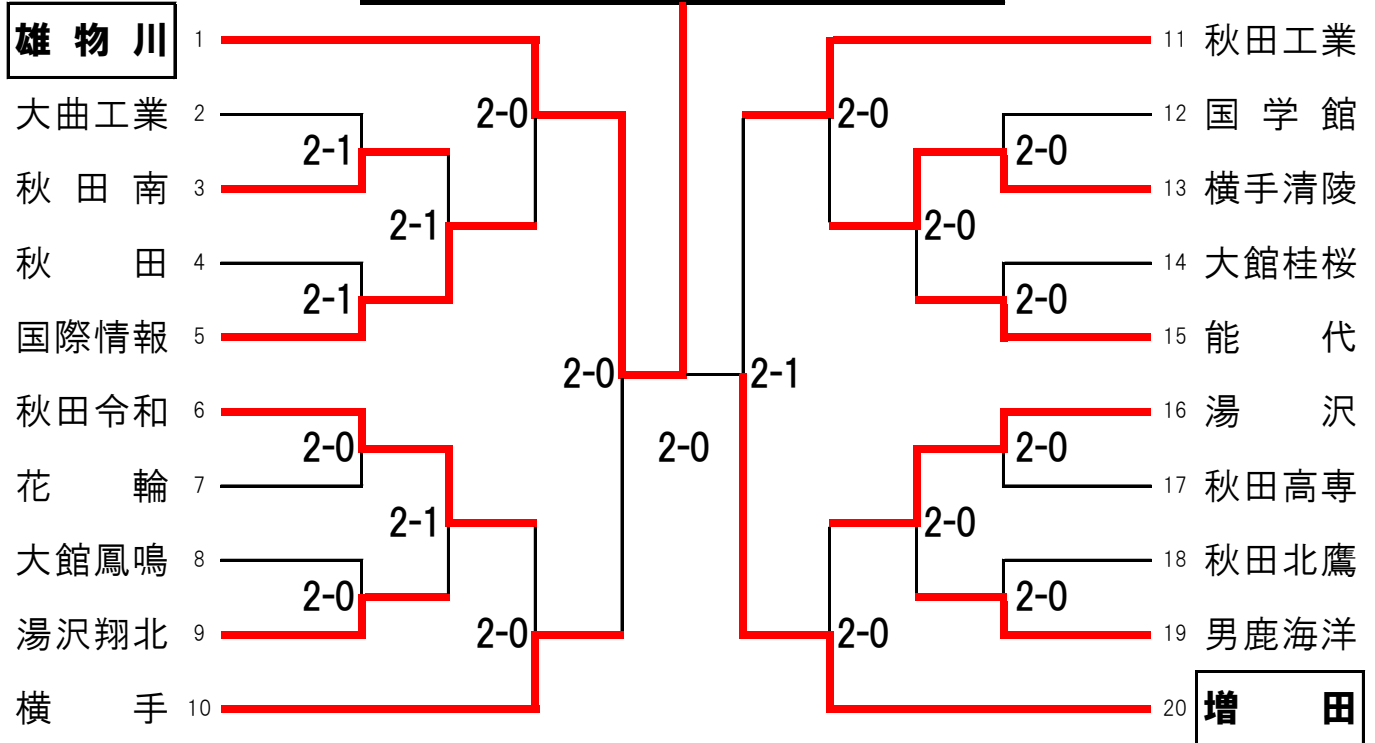 雄物川 1
大曲工業 2
秋田南 3
秋田 4
国際情報 5
秋田令和 6
花輪 7
大館鳳鳴 8
湯沢翔北 9
横手 10
2-1
2-1
2-0
2-0
2-1
2-1
2-0
2-0
2-0
2-0
2-1
2-0
2-0
2-0
2-0
2-0
2-0
2-0
2-0
11 秋田工業
12 国学館
13 横手清陵
14 大館桂桜
15 能代
16 湯沢
17 秋田高専
18 秋田北鷹
19 男鹿海洋
20 増田